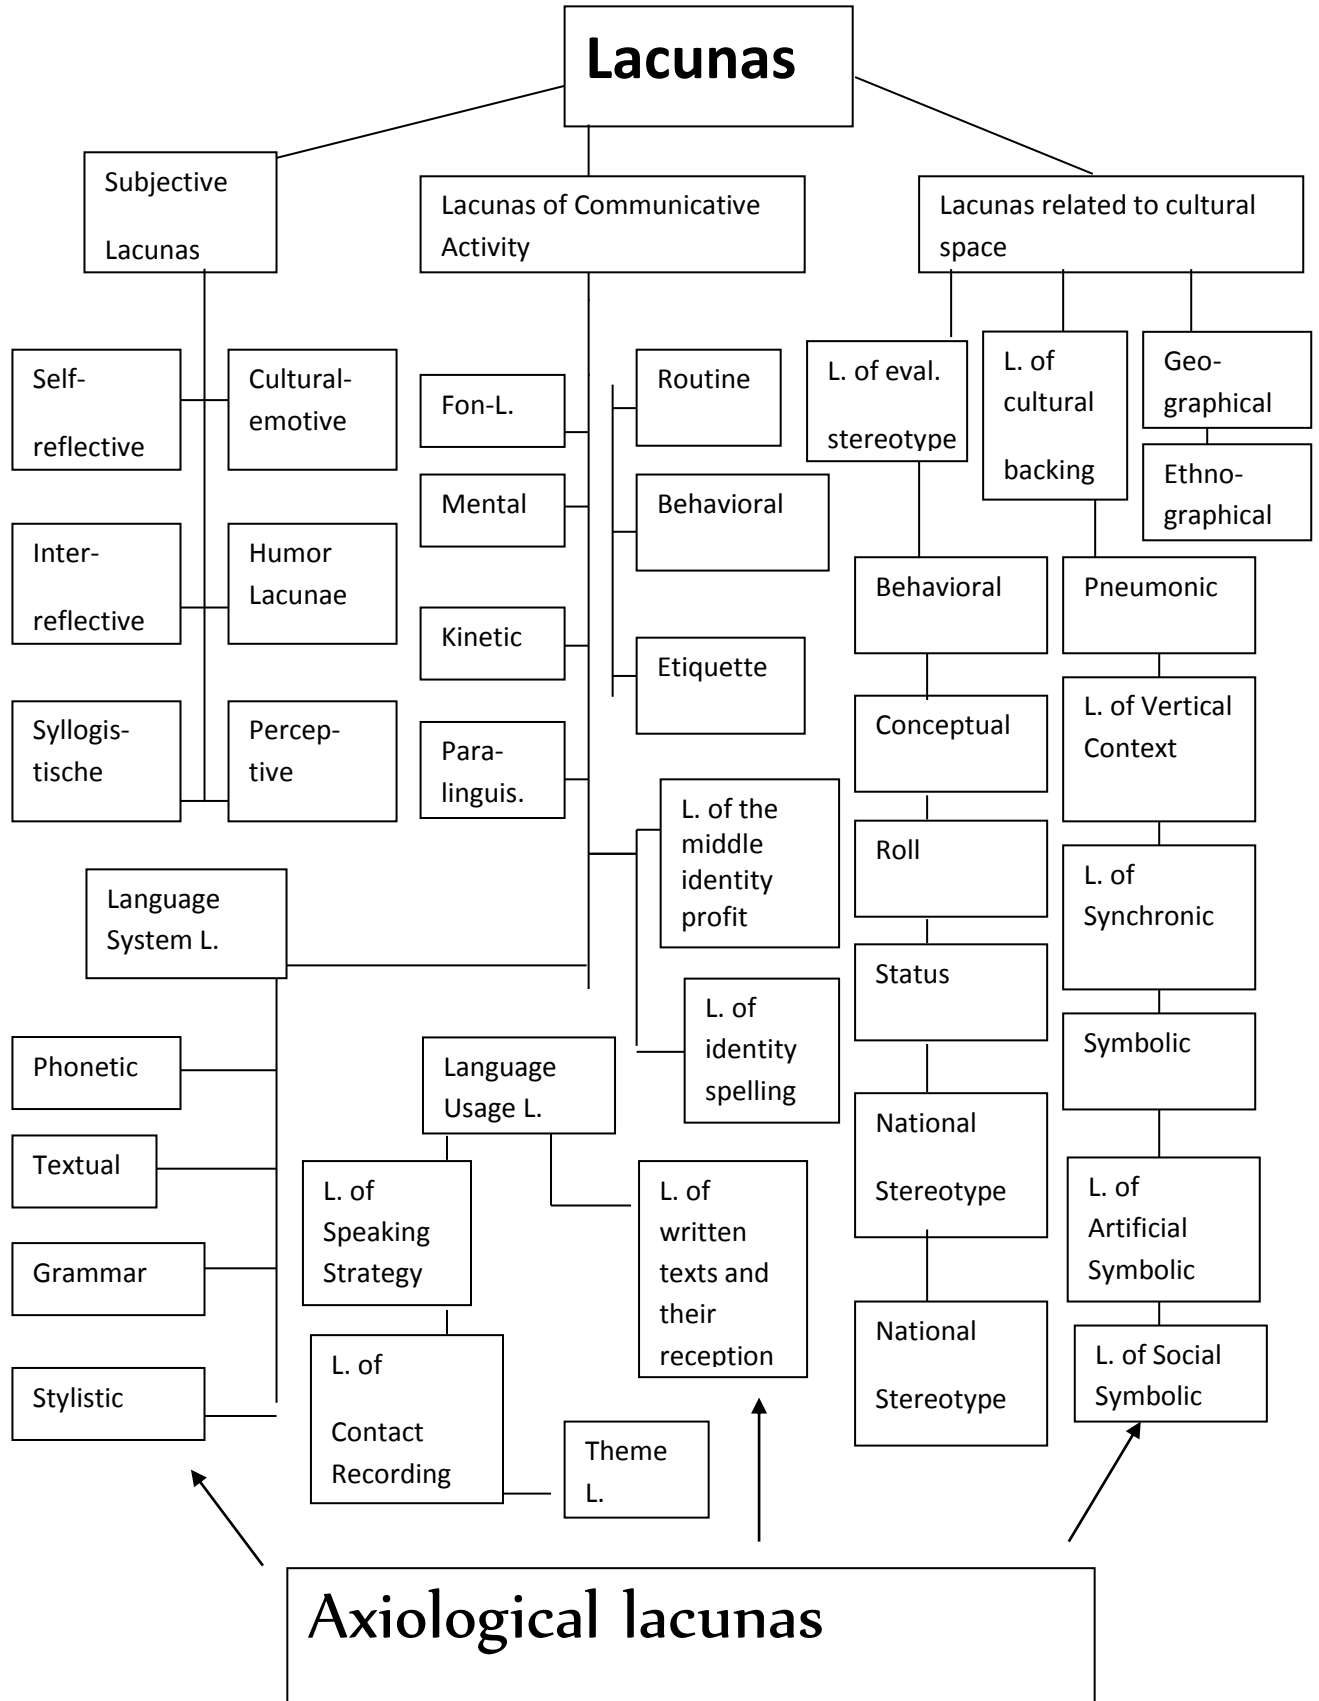 Lacunas
Subjective
Lacunas
Lacunas of Communicative
Activity
Lacunas related to cultural
space
Self-
reflective
Cultural-
emotive
Inter-
reflective
Humor
Lacunae
Syllogis-
tische
Percep-
tive
Fon-L.
Mental
Kinetic
Para-
linguis.
Routine
Behavioral
Etiquette
L. of the
middle
identity
profit
L. of
identity
spelling
Language
System L.
Phonetic
Textual
Grammar
Stylistic
Language
Usage L.
L. of
Speaking
Strategy
L. of
Contact
Recording
Theme
L.
L. of
written
texts and
their
reception
L. of eval.
stereotype
Behavioral
Conceptual
Roll
Status
National
Stereotype
National
Stereotype
L. of
cultural
backing
Pneumonic
L. of Vertical
Context
L. of
Synchronic
Symbolic
L. of
Artificial
Symbolic
L. of Social
Symbolic
Geo-
graphical
Ethno-
graphical
Axiological lacunas